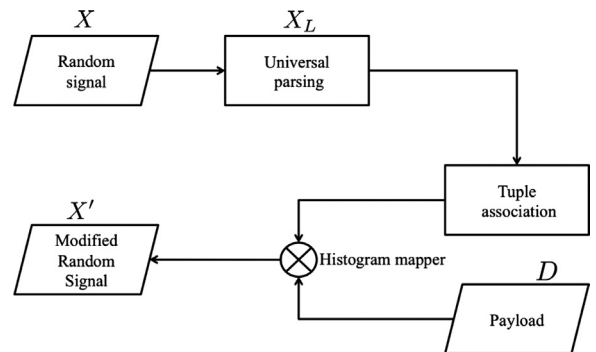 X
Random
signal
X_L
Universal
parsing
Tuple
association
X′
Modified
Random
Signal
Histogram mapper
D
Payload